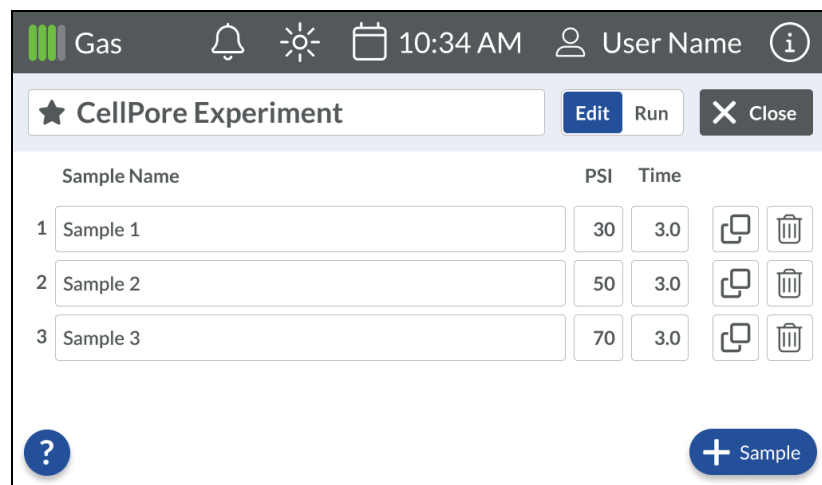 Gas 10:34 AM User Name i
CellPore Experiment Edit Run Close
Sample Name PSI Time
1 Sample 1 30 3.0
2 Sample 2 50 3.0
3 Sample 3 70 3.0
? Sample